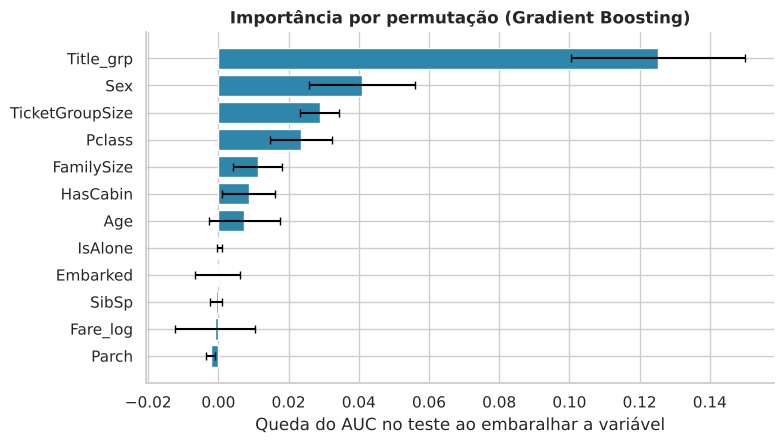 Importância por permutação (Gradient Boosting)
Title_grp
Sex
TicketGroupSize
Pclass
FamilySize
HasCabin
Age
IsAlone
Embarked
SibSp
Fare_log
Parch
−0.02 0.00 0.02 0.04 0.06 0.08 0.10 0.12 0.14
Queda do AUC no teste ao embaralhar a variável